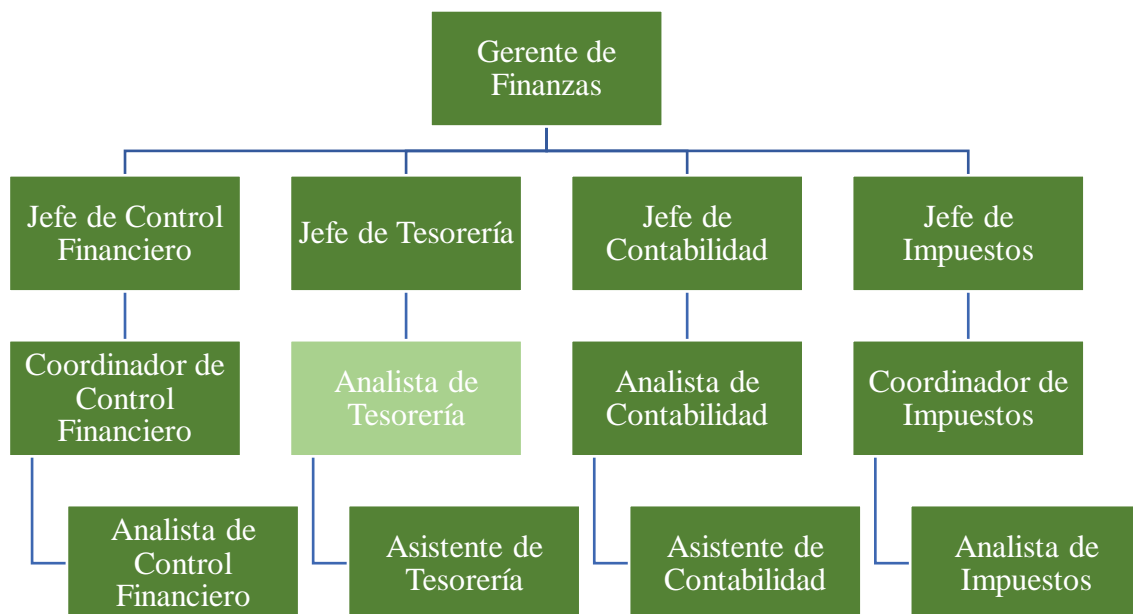 Gerente de
Finanzas
Jefe de Control
Financiero
Jefe de Tesorería
Jefe de
Contabilidad
Jefe de
Impuestos
Coordinador de
Control
Financiero
Analista de
Tesorería
Analista de
Contabilidad
Coordinador de
Impuestos
Analista de
Control
Financiero
Asistente de
Tesorería
Asistente de
Contabilidad
Analista de
Impuestos